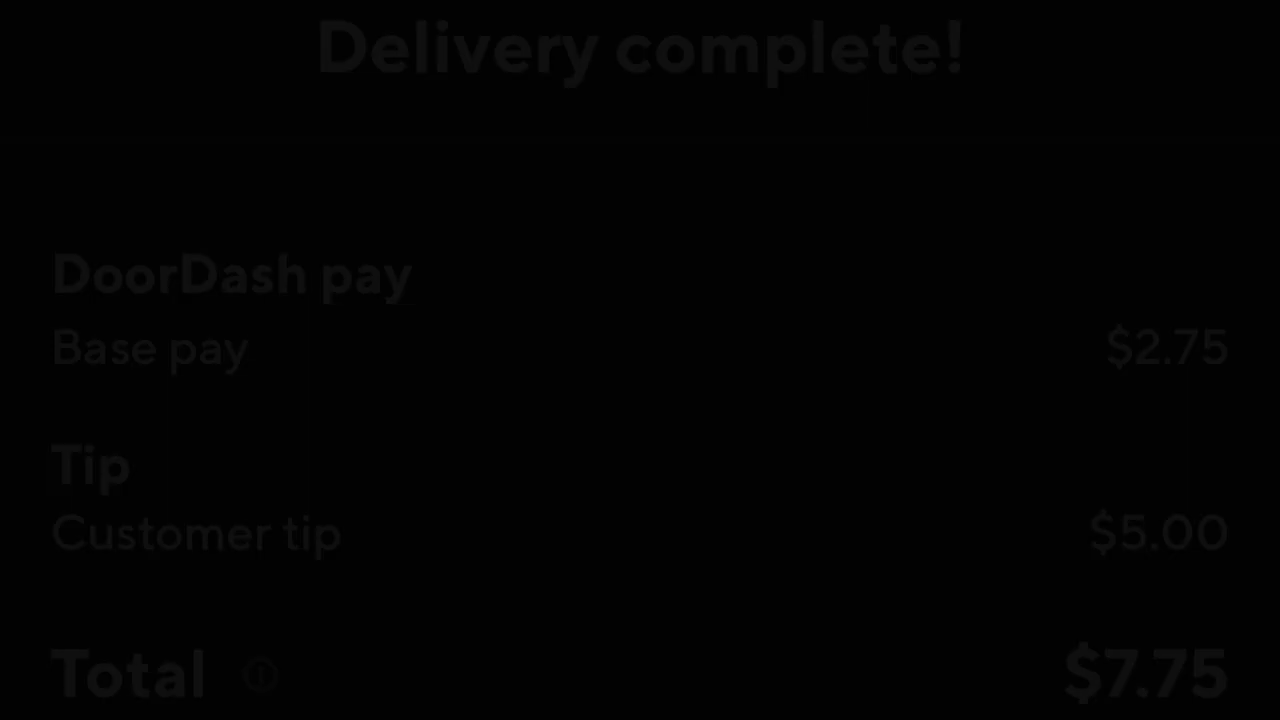 Delivery complete!
DoorDash pay
Base pay $2.75
Tip
Customer tip $5.00
Total $7.75